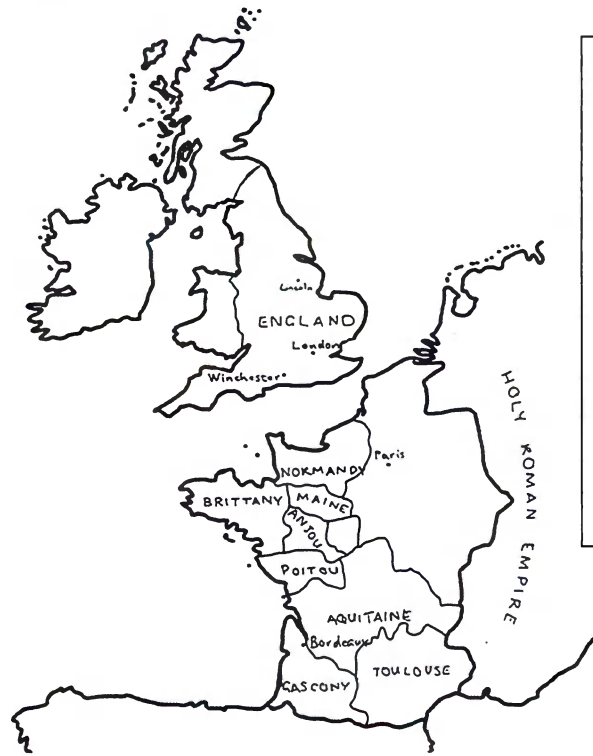 Lincoln
ENGLAND
London
Winchester
HOLY ROMAN EMPIRE
Paris
NORMANDY
BRITTANY
MAINE
ANJOU
POITOU
AQUITAINE
Bordeaux
TOULOUSE
GASCONY